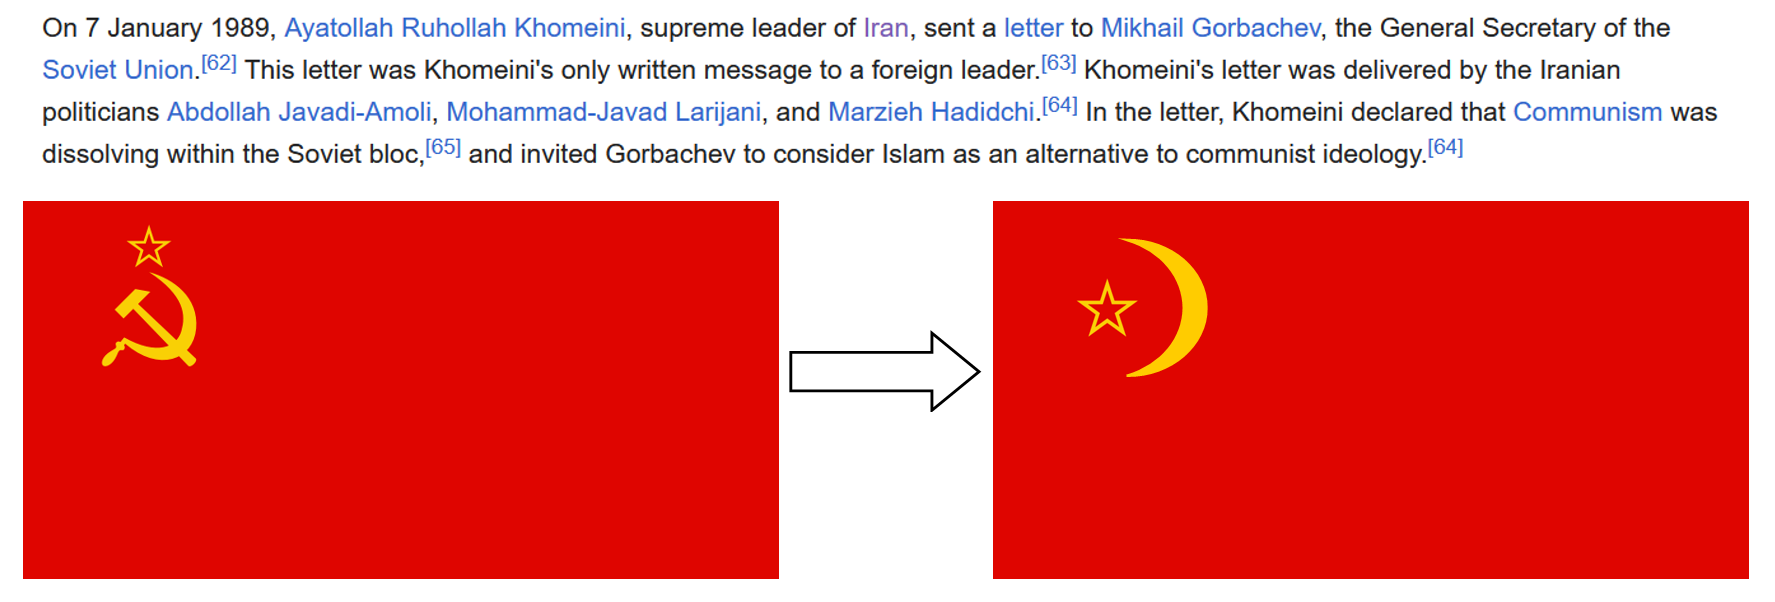 On 7 January 1989, Ayatollah Ruhollah Khomeini, supreme leader of Iran, sent a letter to Mikhail Gorbachev, the General Secretary of the
Soviet Union.[62] This letter was Khomeini's only written message to a foreign leader.[63] Khomeini's letter was delivered by the Iranian
politicians Abdollah Javadi-Amoli, Mohammad-Javad Larijani, and Marzieh Hadidchi.[64] In the letter, Khomeini declared that Communism was
dissolving within the Soviet bloc,[65] and invited Gorbachev to consider Islam as an alternative to communist ideology.[64]